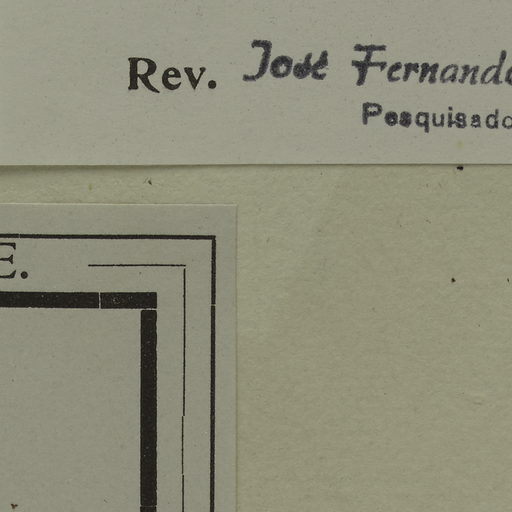 Rev. José Fernando
Pesquisado
E.